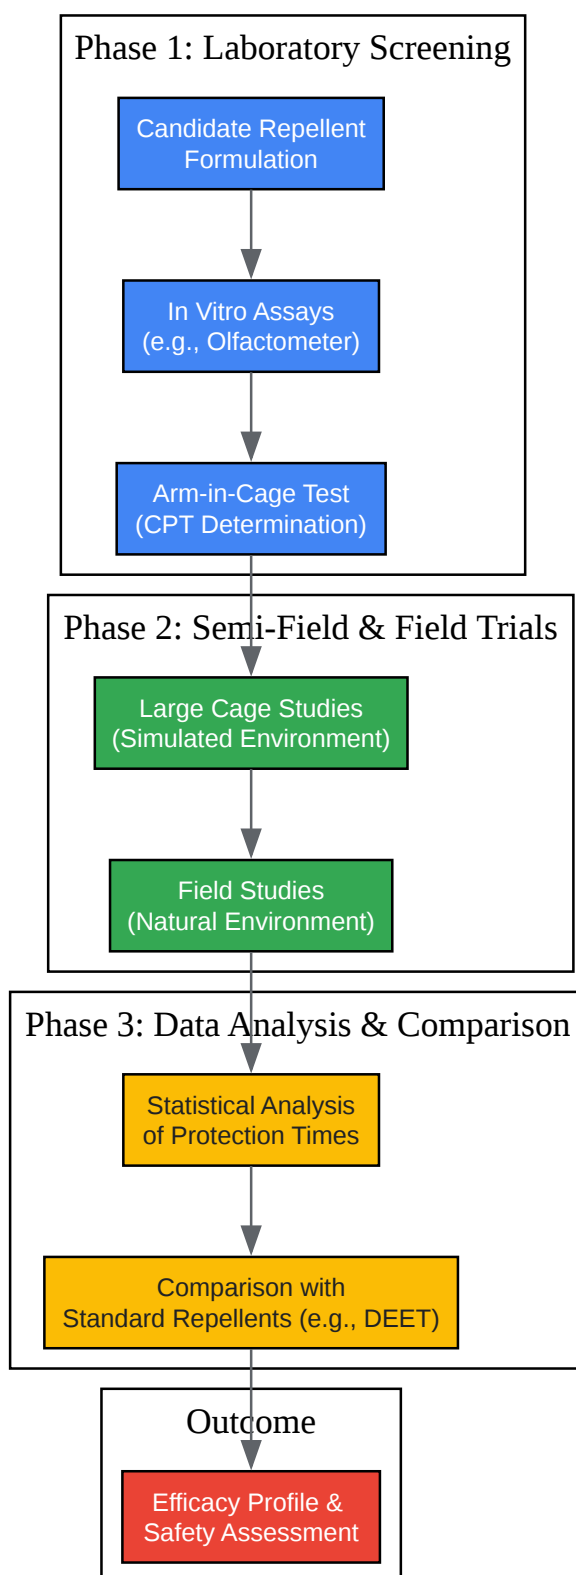 Phase 1: Laboratory Screening
Candidate Repellent
Formulation
In Vitro Assays
(e.g., Olfactometer)
Arm-in-Cage Test
(CPT Determination)
Phase 2: Semi-Field & Field Trials
Large Cage Studies
(Simulated Environment)
Field Studies
(Natural Environment)
Phase 3: Data Analysis & Comparison
Statistical Analysis
of Protection Times
Comparison with
Standard Repellents (e.g., DEET)
Outcome
Efficacy Profile &
Safety Assessment